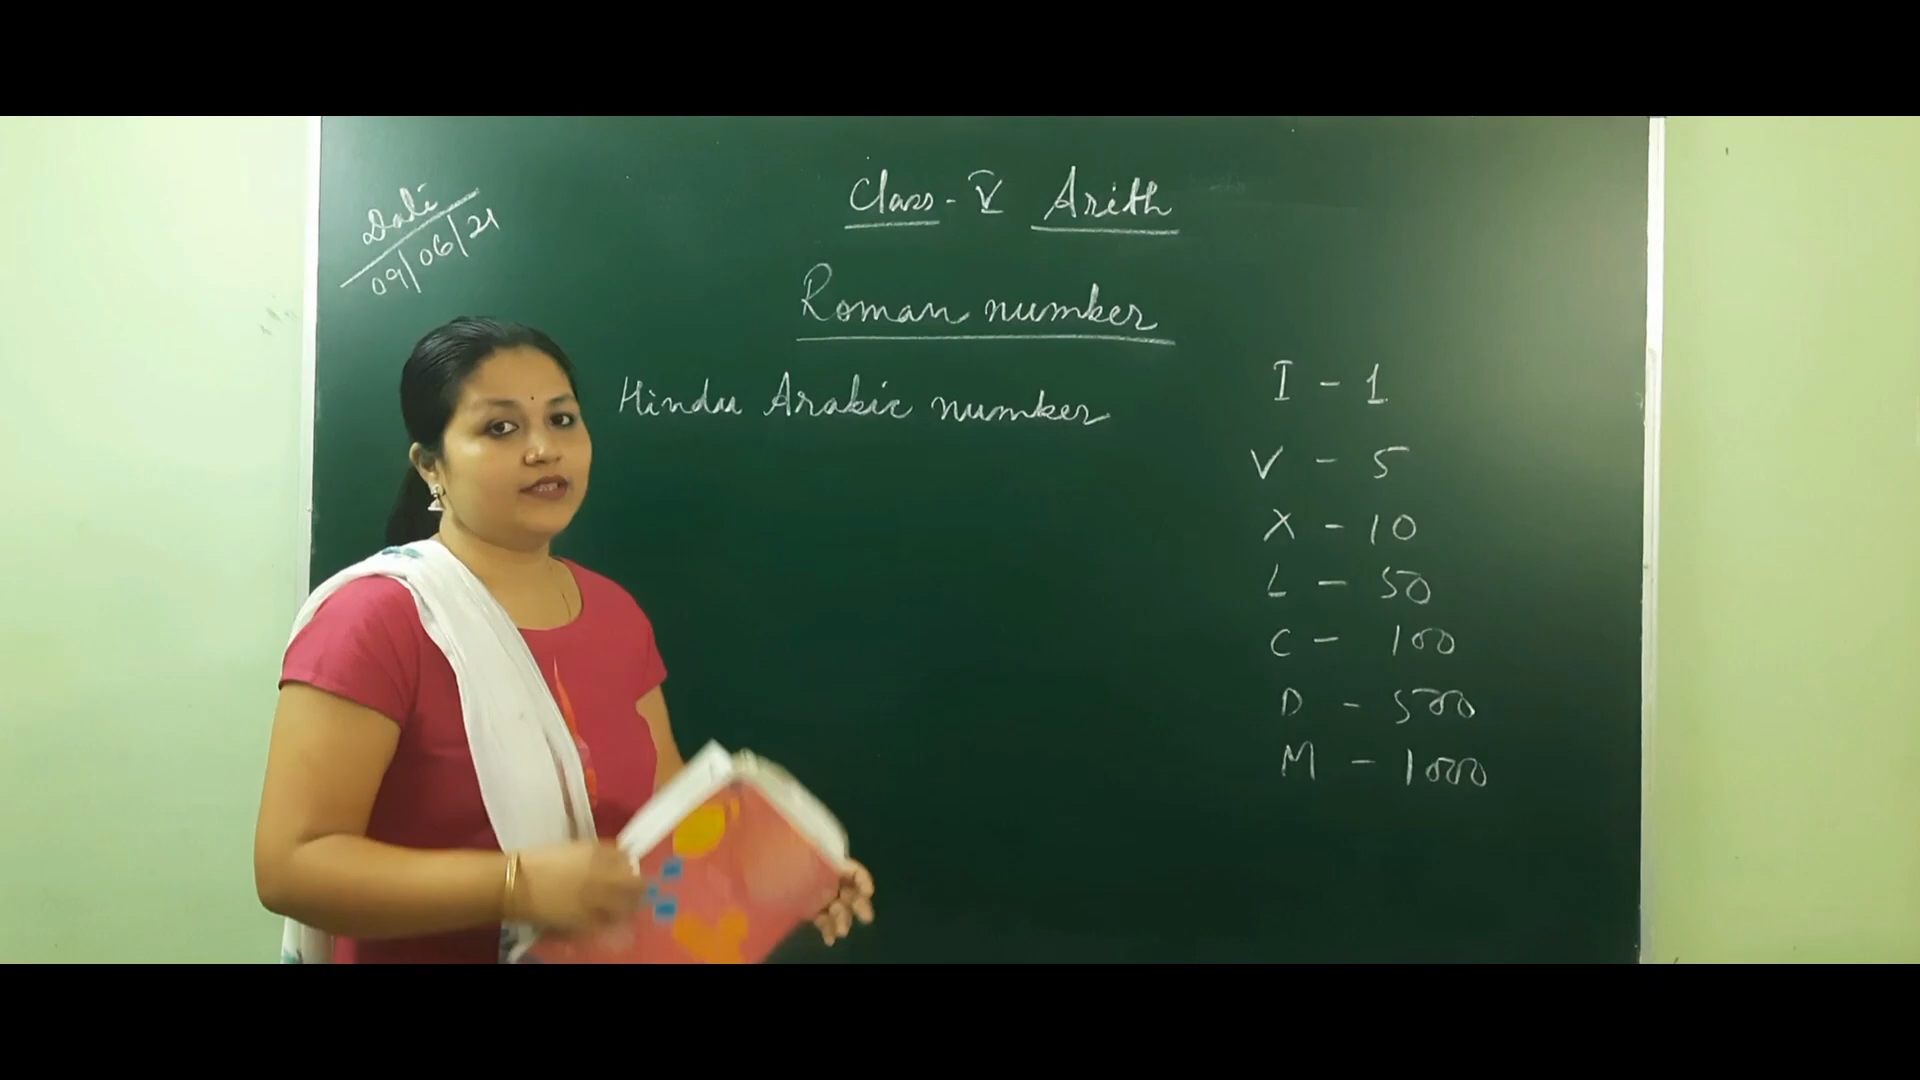 Date
09/06/21
Class - V Arith
Roman number
Hindu Arabic number
I - 1
V - 5
X - 10
L - 50
C - 100
D - 500
M - 1000